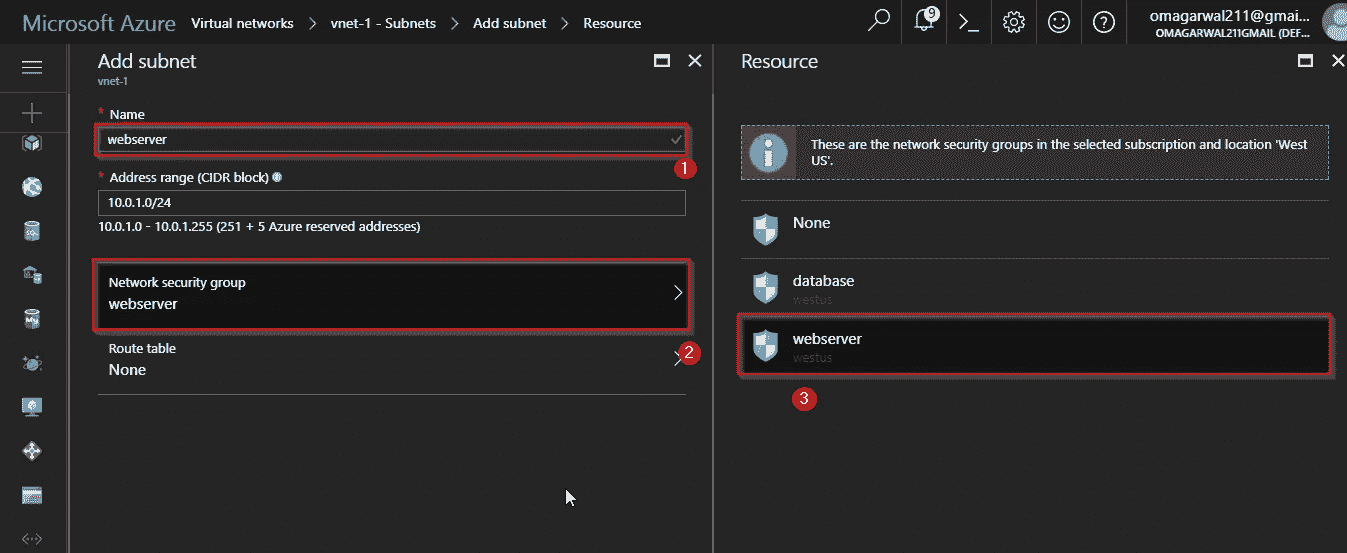 Microsoft Azure Virtual networks > vnet-1 - Subnets > Add subnet > Resource
9
>_
?
omagarwal211@gmai...
OMAGARWAL211GMAIL (DEF...
Add subnet
vnet-1
* Name
webserver
1
* Address range (CIDR block)
10.0.1.0/24
10.0.1.0 - 10.0.1.255 (251 + 5 Azure reserved addresses)
Network security group
webserver
Route table
None
2
Resource
These are the network security groups in the selected subscription and location 'West
US'.
None
database
westus
webserver
westus
3